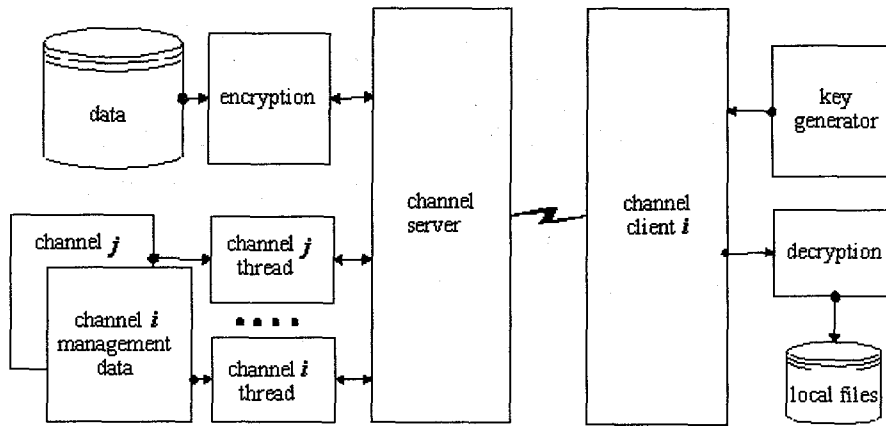 data
encryption
channel
server
channel
client i
key
generator
channel j
channel i
management
data
channel j
thread
channel i
thread
decryption
local files